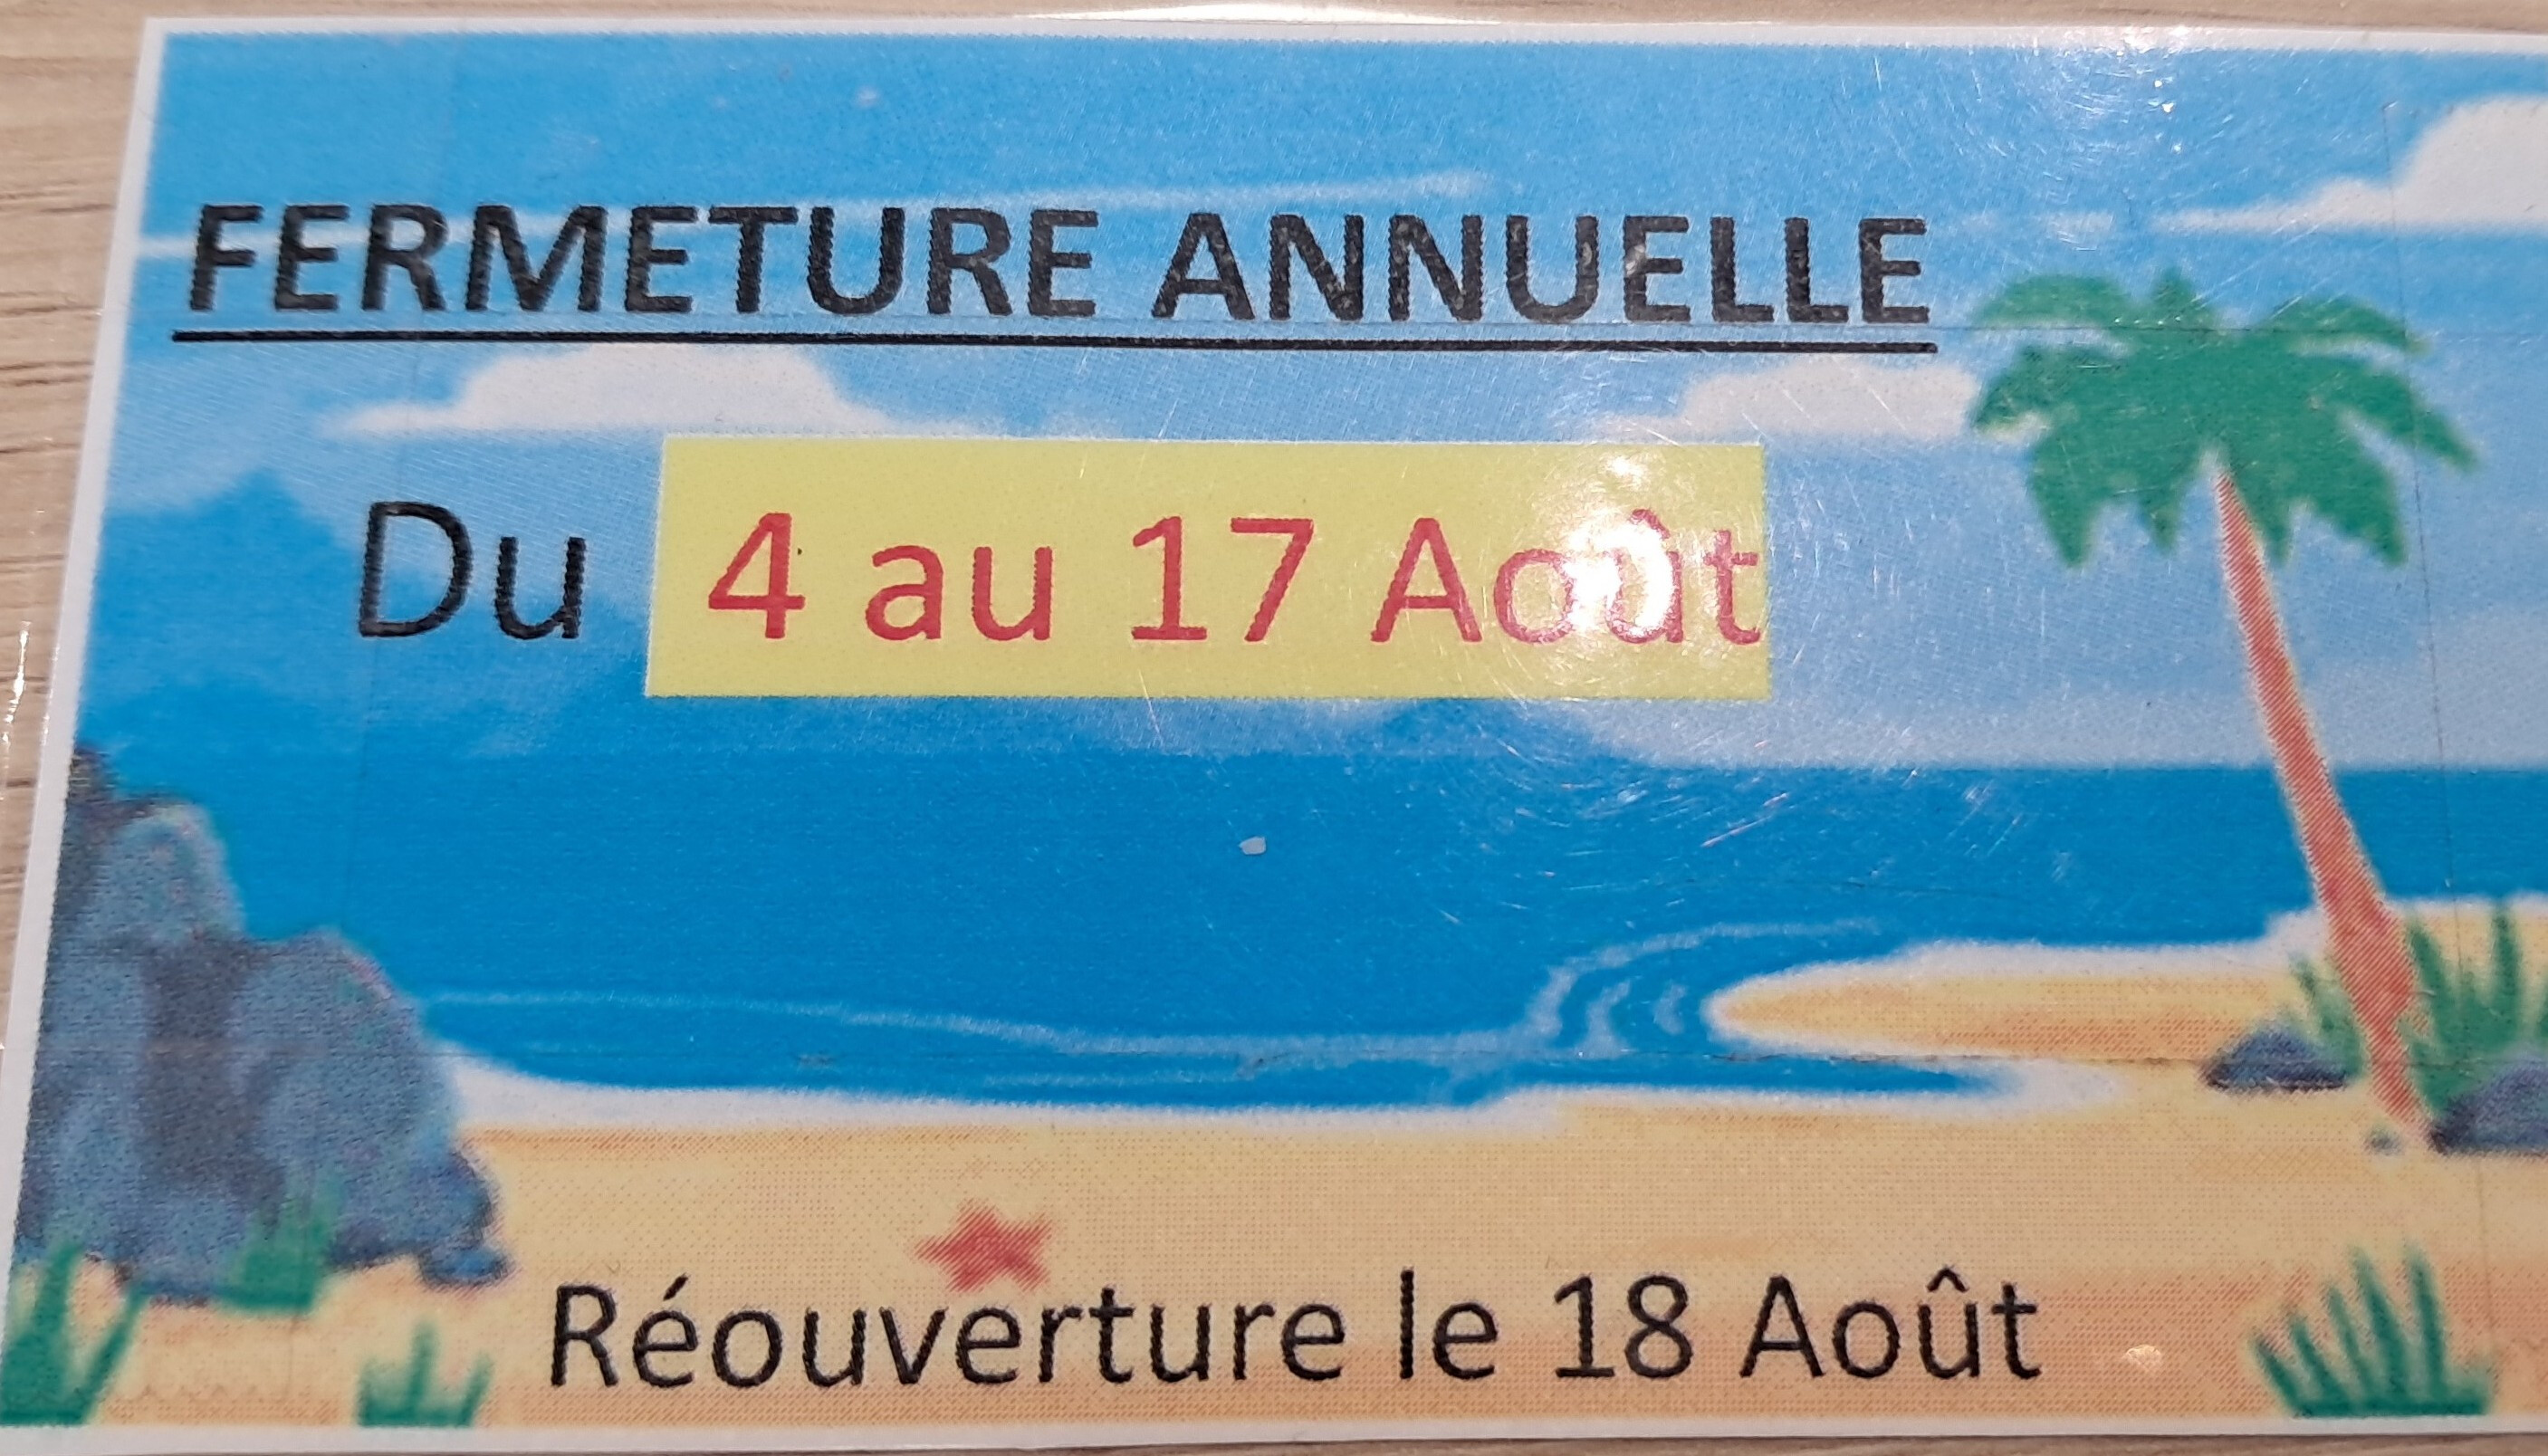 FERMETURE ANNUELLE
Du 4 au 17 Août
Réouverture le 18 Août